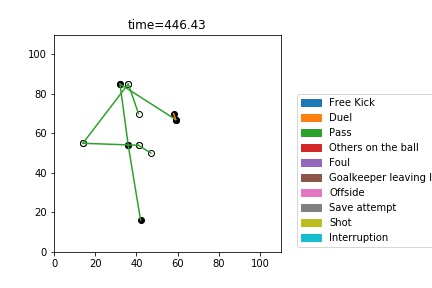 time=446.43
100
80
60
40
20
0
0 20 40 60 80 100
Free Kick
Duel
Pass
Others on the ball
Foul
Goalkeeper leaving l
Offside
Save attempt
Shot
Interruption